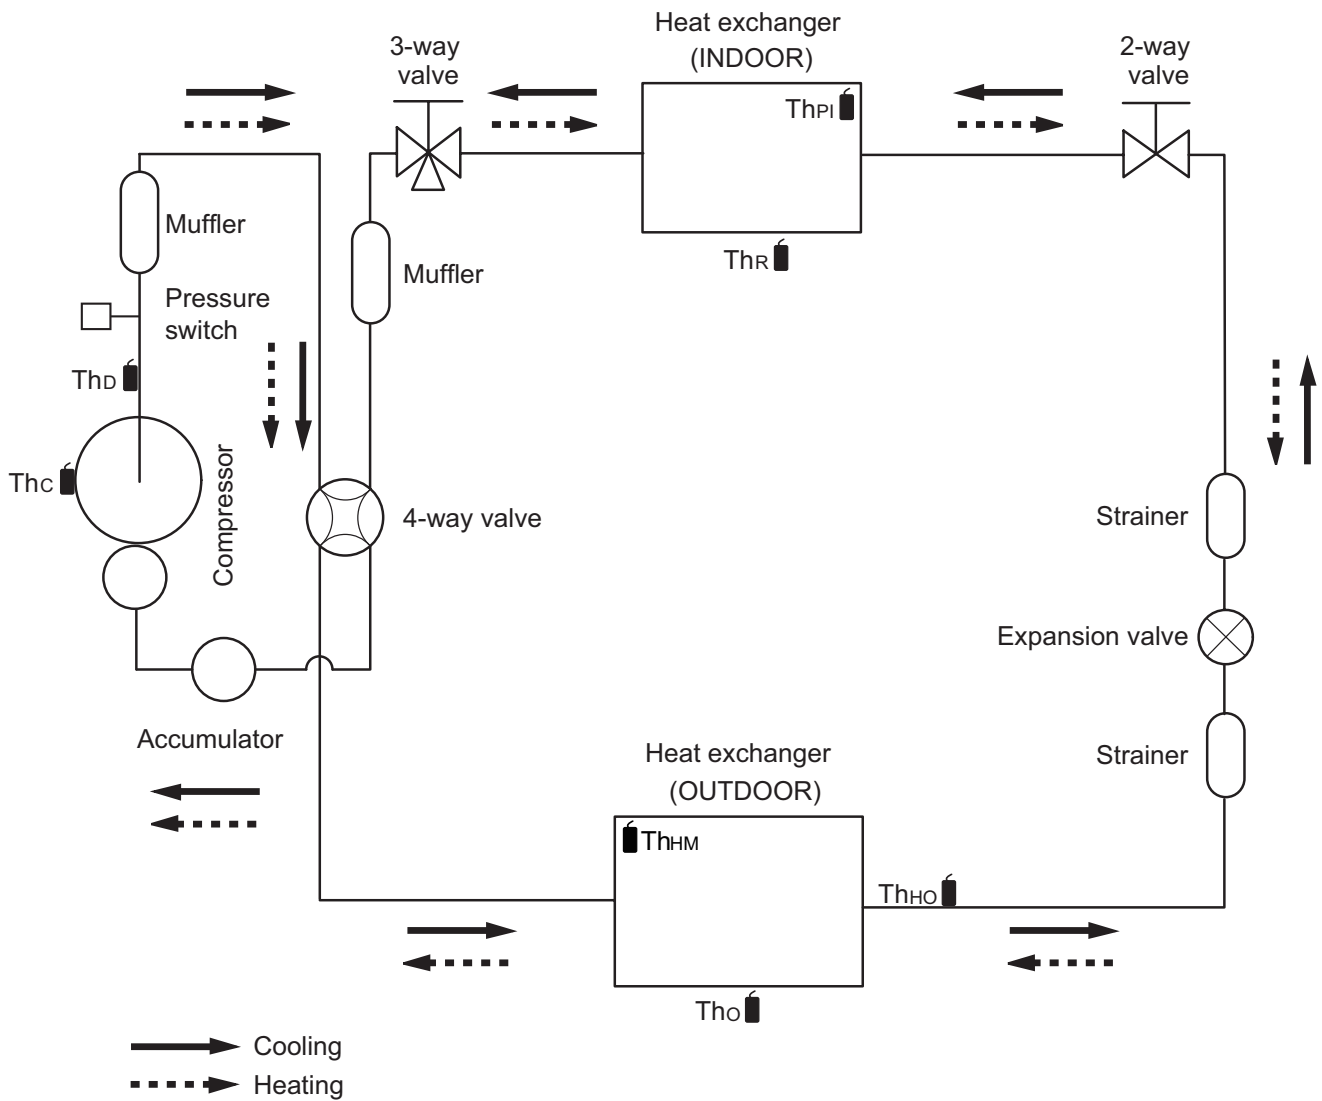 Heat exchanger
(INDOOR)
3-way
valve
2-way
valve
ThPI
Muffler
ThR
Muffler
Pressure
switch
ThD
Compressor
ThC
4-way valve
Strainer
Expansion valve
Accumulator
Strainer
Heat exchanger
(OUTDOOR)
ThHM
ThHO
ThO
Cooling
Heating